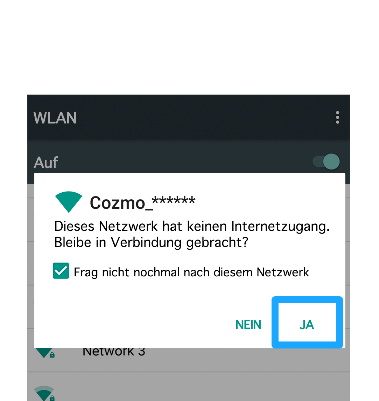 WLAN
Auf
Cozmo_******
Dieses Netzwerk hat keinen Internetzugang.
Bleibe in Verbindung gebracht?
Frag nicht nochmal nach diesem Netzwerk
NEIN
JA
Network 3